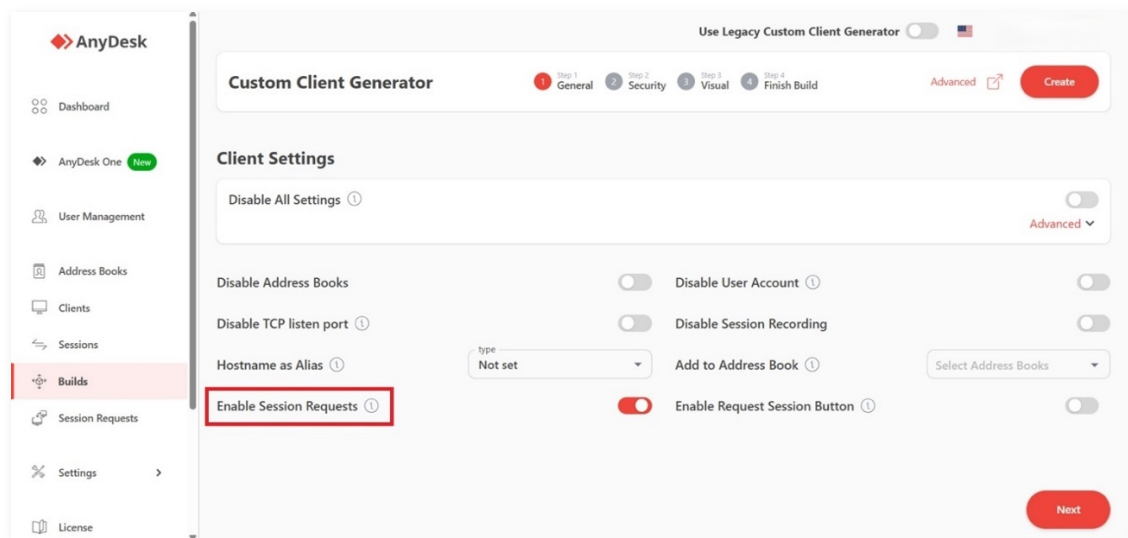 AnyDesk
Dashboard
AnyDesk One New
User Management
Address Books
Clients
Sessions
Builds
Session Requests
Settings
License
Use Legacy Custom Client Generator
Custom Client Generator
1 Step 1 General
2 Step 2 Security
3 Step 3 Visual
4 Step 4 Finish Build
Advanced
Create
Client Settings
Disable All Settings
Advanced
Disable Address Books
Disable User Account
Disable TCP listen port
Disable Session Recording
Hostname as Alias
type
Not set
Add to Address Book
Select Address Books
Enable Session Requests
Enable Request Session Button
Next